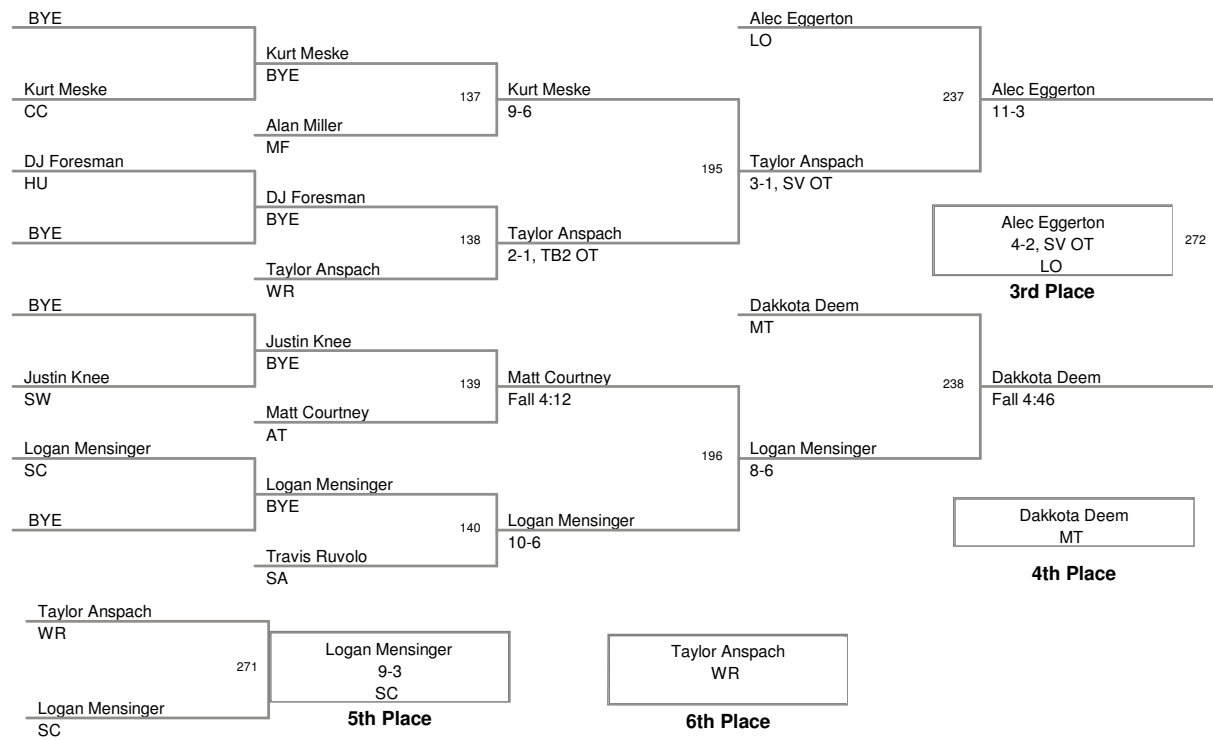 BYE
Kurt Meske
CC
DJ Foresman
HU
BYE
BYE
Justin Knee
SW
Logan Mensinger
SC
BYE
Kurt Meske
BYE
137
Alan Miller
MF
DJ Foresman
BYE
138
Taylor Anspach
WR
Justin Knee
BYE
139
Matt Courtney
AT
Logan Mensinger
BYE
140
Travis Ruvolo
SA
Kurt Meske
9-6
195
Taylor Anspach
2-1, TB2 OT
Matt Courtney
Fall 4:12
196
Logan Mensinger
10-6
Alec Eggerton
LO
237
Taylor Anspach
3-1, SV OT
Dakkota Deem
MT
238
Logan Mensinger
8-6
Alec Eggerton
11-3
Alec Eggerton
4-2, SV OT
LO
272
3rd Place
Dakkota Deem
Fall 4:46
Dakkota Deem
MT
4th Place
Taylor Anspach
WR
271
Logan Mensinger
SC
Logan Mensinger
9-3
SC
5th Place
Taylor Anspach
WR
6th Place